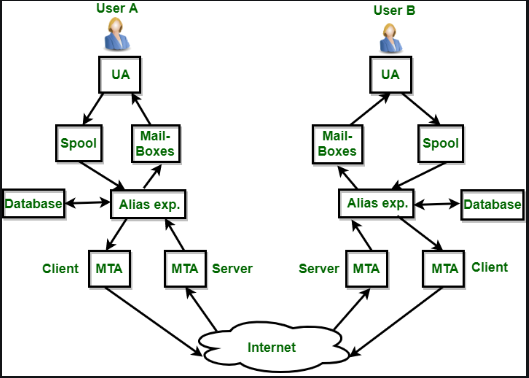 User A
User B
UA
UA
Spool
Mail-
Boxes
Mail-
Boxes
Spool
Database
Alias exp.
Alias exp.
Database
Client
MTA
MTA
Server
Server
MTA
MTA
Client
Internet